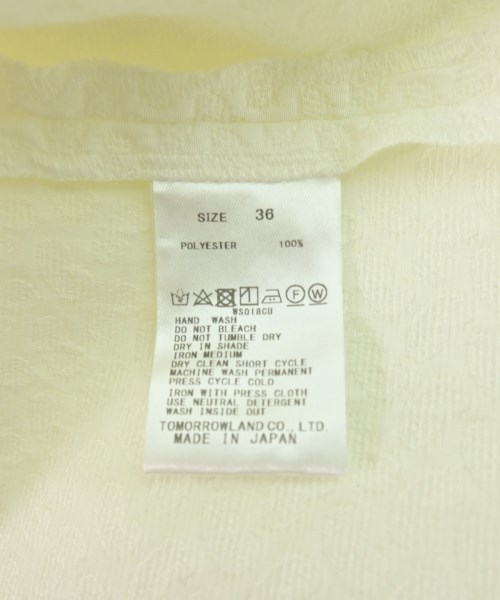 SIZE 36
POLYESTER 100%
F W
WS018CU
HAND WASH
DO NOT BLEACH
DO NOT TUMBLE DRY
DRY IN SHADE
IRON MEDIUM
DRY CLEAN SHORT CYCLE
MACHINE WASH PERMANENT
PRESS CYCLE COLD
IRON WITH PRESS CLOTH
USE NEUTRAL DETERGENT
WASH INSIDE OUT
TOMORROWLAND CO., LTD.
MADE IN JAPAN